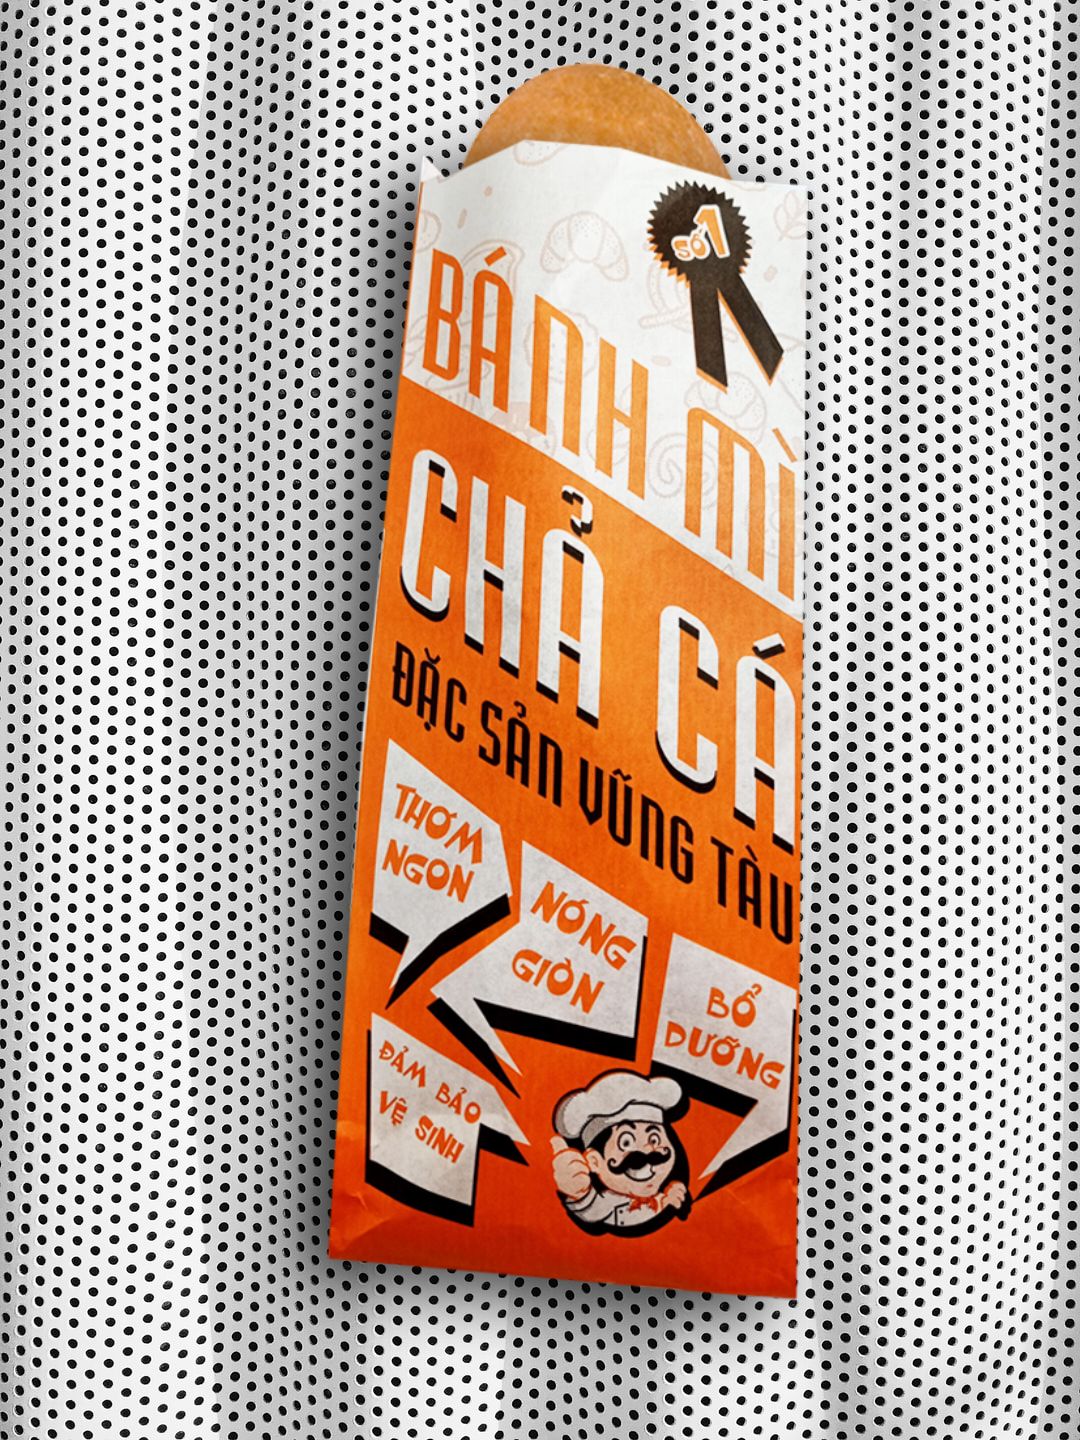 SỐ 1
BÁNH MÌ
CHẢ CÁ
ĐẶC SẢN VŨNG TÀU
THƠM
NGON
NÓNG
GIÒN
BỔ
DƯỠNG
ĐẢM BẢO
VỆ SINH